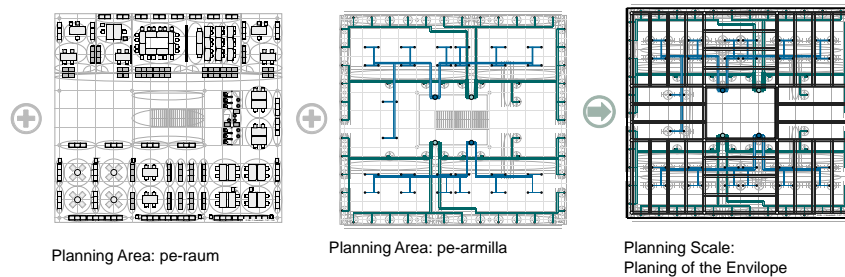 Planning Area: pe-raum
Planning Area: pe-armilla
Planning Scale:
Planing of the Envilope